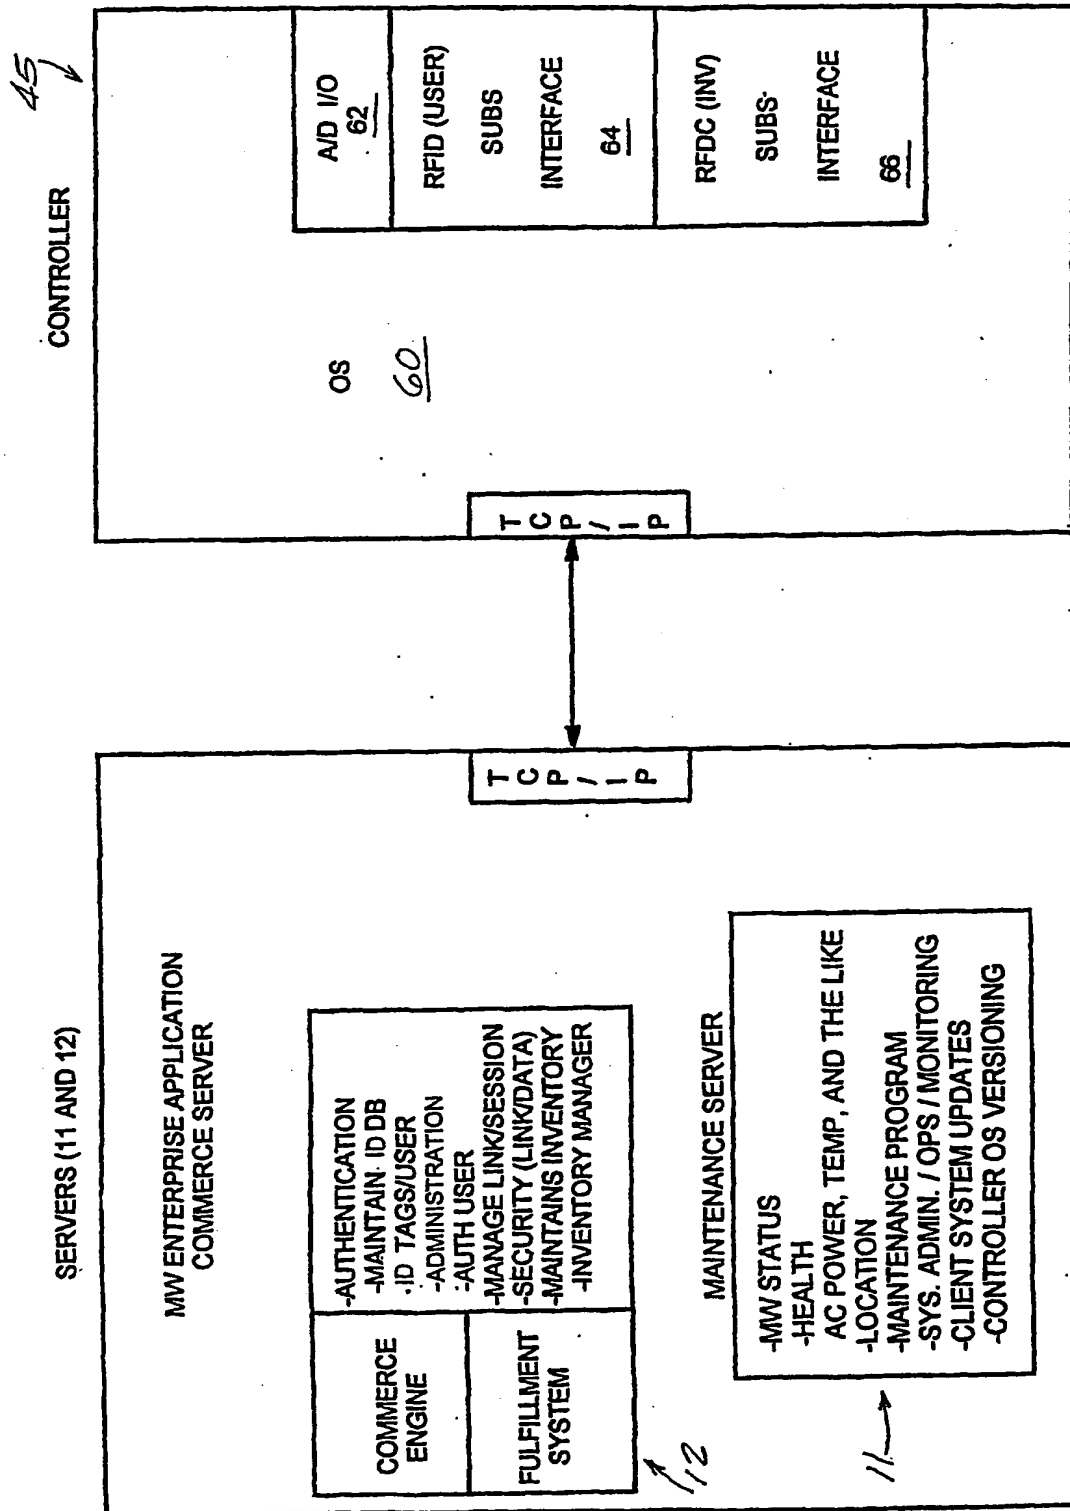 SERVERS (11 AND 12)
MW ENTERPRISE APPLICATION
COMMERCE SERVER
COMMERCE
ENGINE
FULFILLMENT
SYSTEM
-AUTHENTICATION
-MAINTAIN· ID DB
·ID TAGS/USER
-ADMINISTRATION
-AUTH USER
-MANAGE LINK/SESSION
-SECURITY (LINK/DATA)
-MAINTAINS INVENTORY
-INVENTORY MANAGER
12
MAINTENANCE SERVER
-MW STATUS
-HEALTH
AC POWER, TEMP, AND THE LIKE
-LOCATION
-MAINTENANCE PROGRAM
-SYS. ADMIN. / OPS / MONITORING
-CLIENT SYSTEM UPDATES
-CONTROLLER OS VERSIONING
11
TCP/IP
TCP/IP
CONTROLLER
45
OS
60
A/D I/O
62
RFID (USER)
SUBS
INTERFACE
64
RFDC (INV)
SUBS-
INTERFACE
66